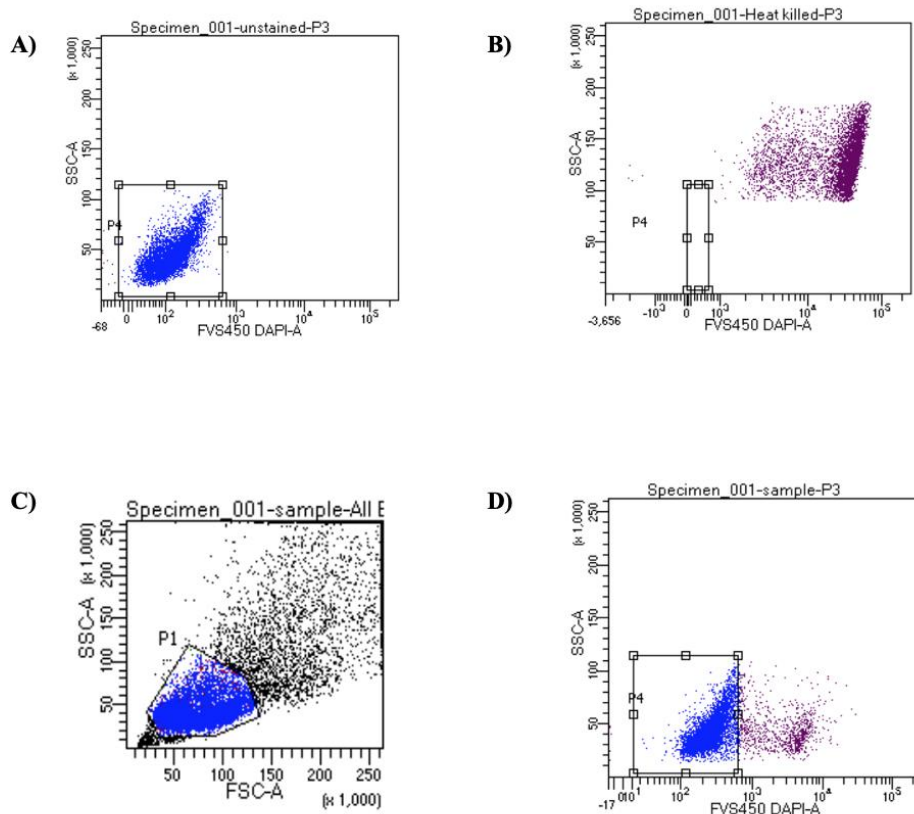 A)
Specimen_001-unstained-P3
SSC-A
(x 1,000)
50 100 150 200 250
P4
-68 0 10² 10³ 10⁴ 10⁵
FVS450 DAPI-A
B)
Specimen_001-Heat killed-P3
SSC-A
(x 1,000)
50 100 150 200 250
P4
-3,656 -10³ 0 10³ 10⁴ 10⁵
FVS450 DAPI-A
C)
Specimen_001-sample-All E
SSC-A
(x 1,000)
50 100 150 200 250
P1
50 100 150 200 250
FSC-A
(x 1,000)
D)
Specimen_001-sample-P3
SSC-A
(x 1,000)
50 100 150 200 250
P4
-17 0 10² 10³ 10⁴ 10⁵
FVS450 DAPI-A